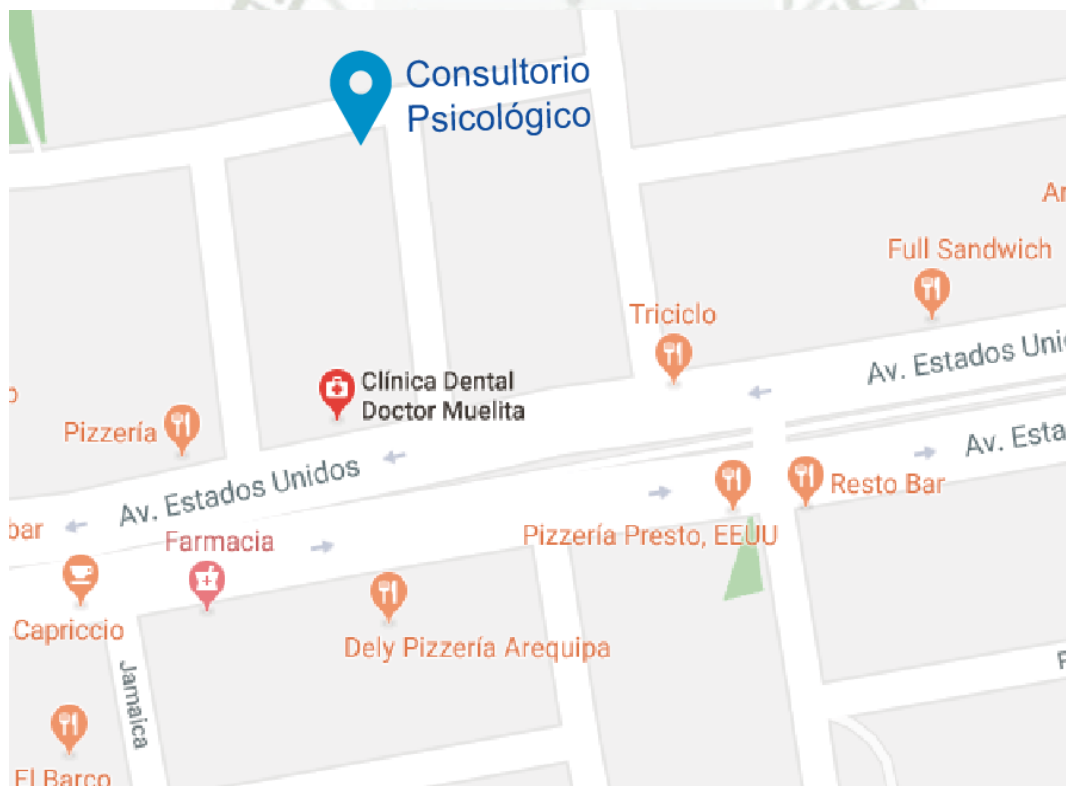 Consultorio
Psicológico
Full Sandwich
Triciclo
Av. Estados Uni
Clínica Dental
Doctor Muelita
Pizzería
Av. Esta
Av. Estados Unidos
Resto Bar
bar
Farmacia
Pizzería Presto, EEUU
Capriccio
Dely Pizzería Arequipa
Jamaica
El Barco